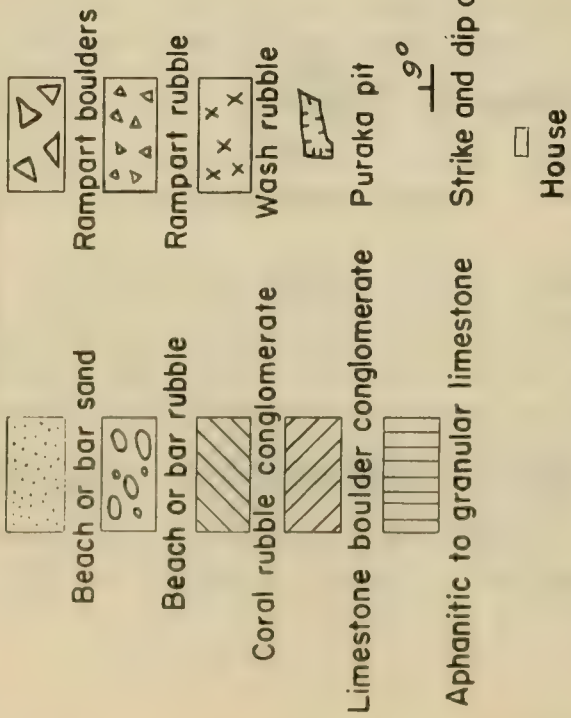 Beach or bar sand
Beach or bar rubble
Coral rubble conglomerate
Limestone boulder conglomerate
Aphanitic to granular limestone
Rampart boulders
Rampart rubble
Wash rubble
Puraka pit
9°
Strike and dip
House